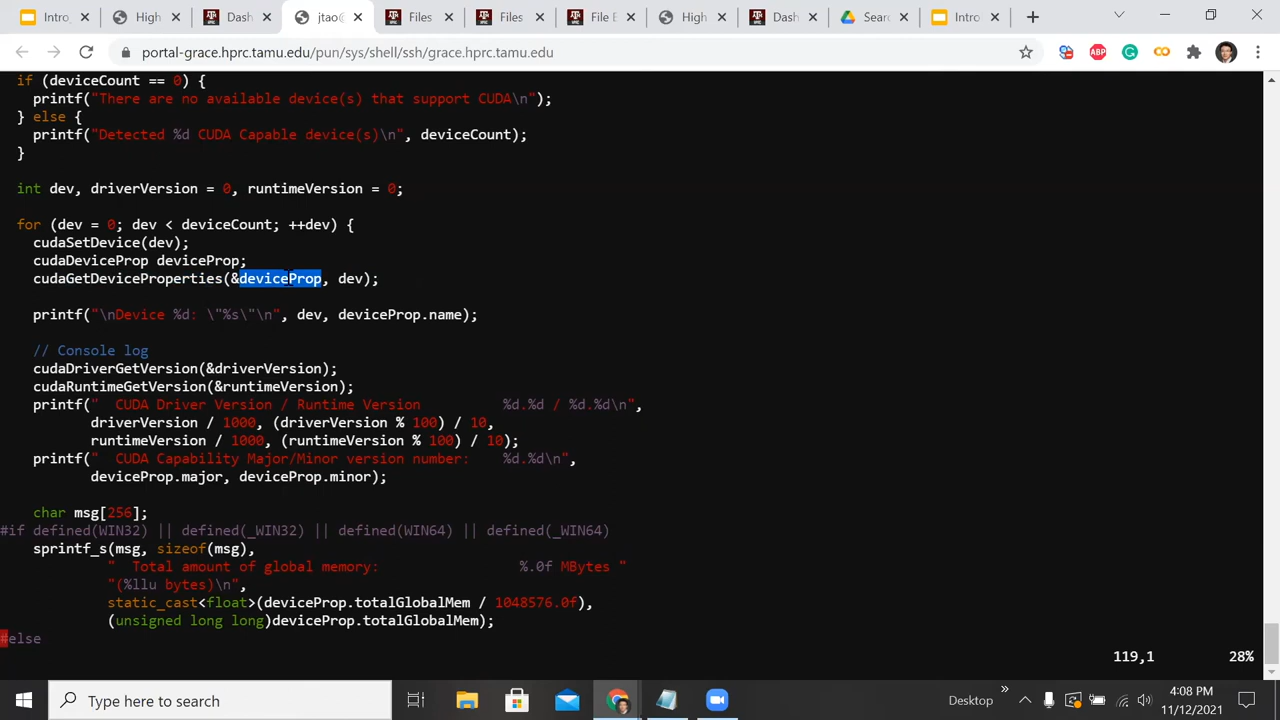 Intro
High
Dash
jtao@
Files
Files
File E
High
Dash
Sear
Intro
portal-grace.hprc.tamu.edu/pun/sys/shell/ssh/grace.hprc.tamu.edu
ABP
if (deviceCount == 0) {
printf("There are no available device(s) that support CUDA\n");
} else {
printf("Detected %d CUDA Capable device(s)\n", deviceCount);
}
int dev, driverVersion = 0, runtimeVersion = 0;
for (dev = 0; dev < deviceCount; ++dev) {
cudaSetDevice(dev);
cudaDeviceProp deviceProp;
cudaGetDeviceProperties(&deviceProp, dev);
printf("\nDevice %d: \"%s\"\n", dev, deviceProp.name);
// Console log
cudaDriverGetVersion(&driverVersion);
cudaRuntimeGetVersion(&runtimeVersion);
printf("  CUDA Driver Version / Runtime Version          %d.%d / %d.%d\n",
driverVersion / 1000, (driverVersion % 100) / 10,
runtimeVersion / 1000, (runtimeVersion % 100) / 10);
printf("  CUDA Capability Major/Minor version number:    %d.%d\n",
deviceProp.major, deviceProp.minor);
char msg[256];
#if defined(WIN32) || defined(_WIN32) || defined(WIN64) || defined(_WIN64)
sprintf_s(msg, sizeof(msg),
"  Total amount of global memory:                 %.0f MBytes "
"(%llu bytes)\n",
static_cast<float>(deviceProp.totalGlobalMem / 1048576.0f),
(unsigned long long)deviceProp.totalGlobalMem);
#else
119,1 28%
Type here to search
Desktop
4:08 PM
11/12/2021